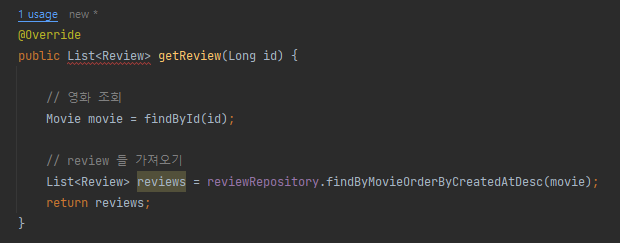 1 usage new *
@Override
public List<Review> getReview(Long id) {
// 영화 조회
Movie movie = findById(id);
// review 들 가져오기
List<Review> reviews = reviewRepository.findByMovieOrderByCreatedAtDesc(movie);
return reviews;
}